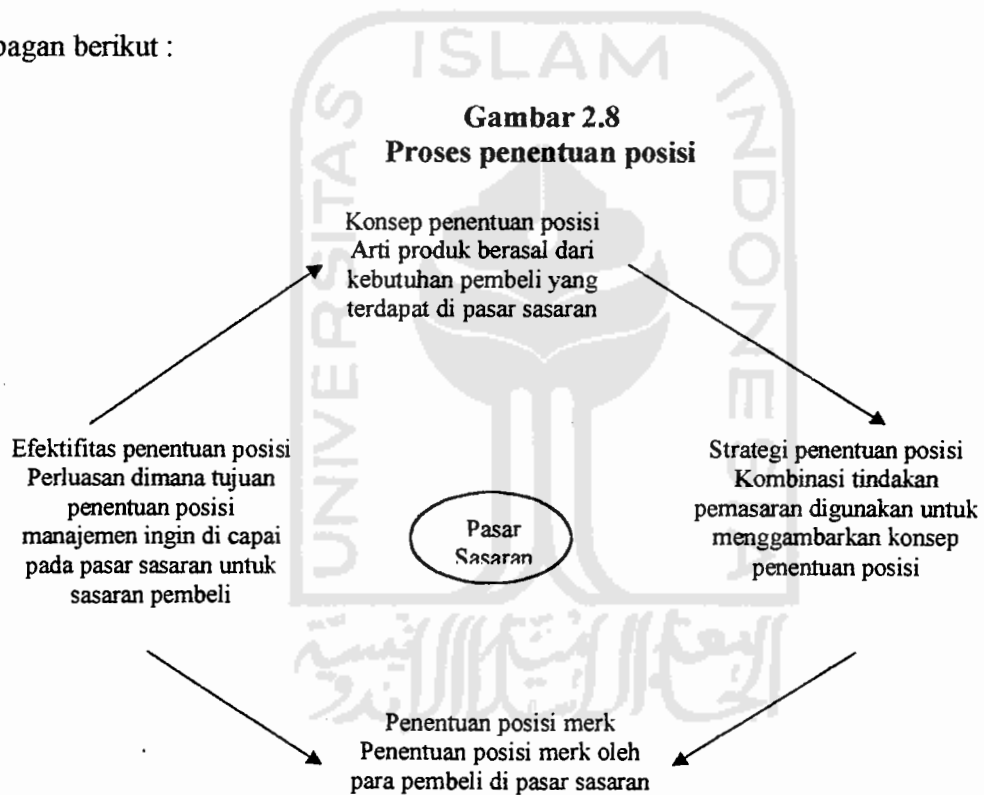 bagan berikut :
Gambar 2.8
Proses penentuan posisi
Konsep penentuan posisi
Arti produk berasal dari
kebutuhan pembeli yang
terdapat di pasar sasaran
Efektifitas penentuan posisi
Perluasan dimana tujuan
penentuan posisi
manajemen ingin di capai
pada pasar sasaran untuk
sasaran pembeli
Pasar
Sasaran
Strategi penentuan posisi
Kombinasi tindakan
pemasaran digunakan untuk
menggambarkan konsep
penentuan posisi
Penentuan posisi merk
Penentuan posisi merk oleh
para pembeli di pasar sasaran
UNIVERSITAS
ISLAM
INDONESIA